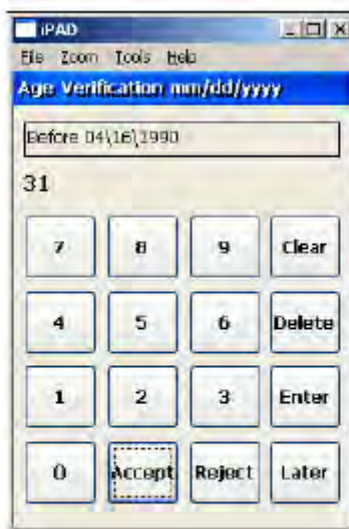 iPAD
File Zoom Tools Help
Age Verification mm/dd/yyyy
Before 04\16\1990
31
7 8 9 Clear
4 5 6 Delete
1 2 3 Enter
0 Accept Reject Later